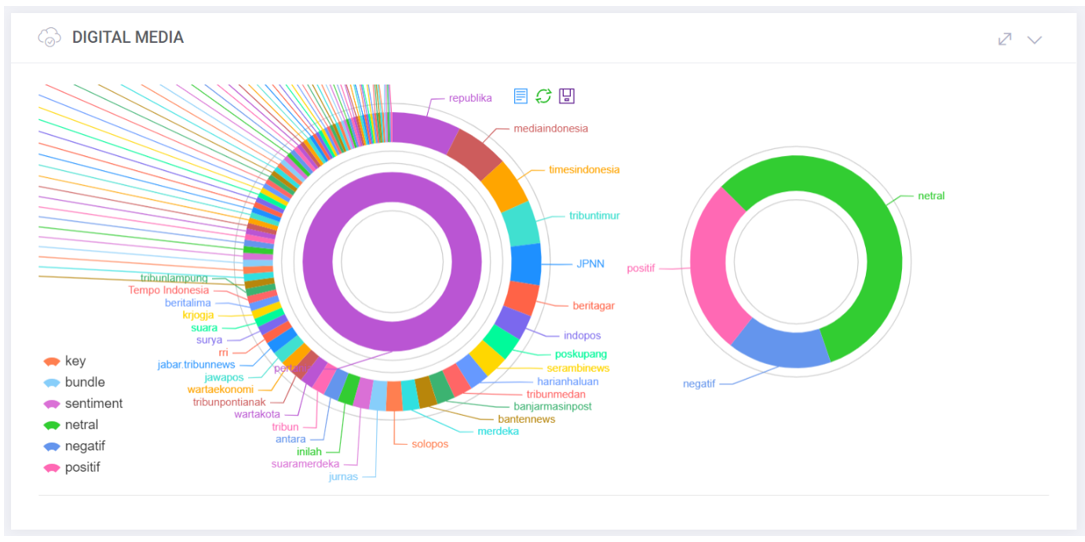 DIGITAL MEDIA
republika
mediaindonesia
timesindonesia
tribuntimur
JPNN
beritagar
indopos
poskupang
serambinews
harianhaluan
tribunmedan
banjarmasinpost
bantennews
merdeka
solopos
jurnas
suaramerdeka
inilah
antara
tribun
wartakota
tribunpontianak
wartaekonomi
jawapos
jabar.tribunnews
rri
surya
suara
krjogja
beritalima
Tempo Indonesia
tribunlampung
key
bundle
sentiment
netral
negatif
positif
netral
positif
negatif